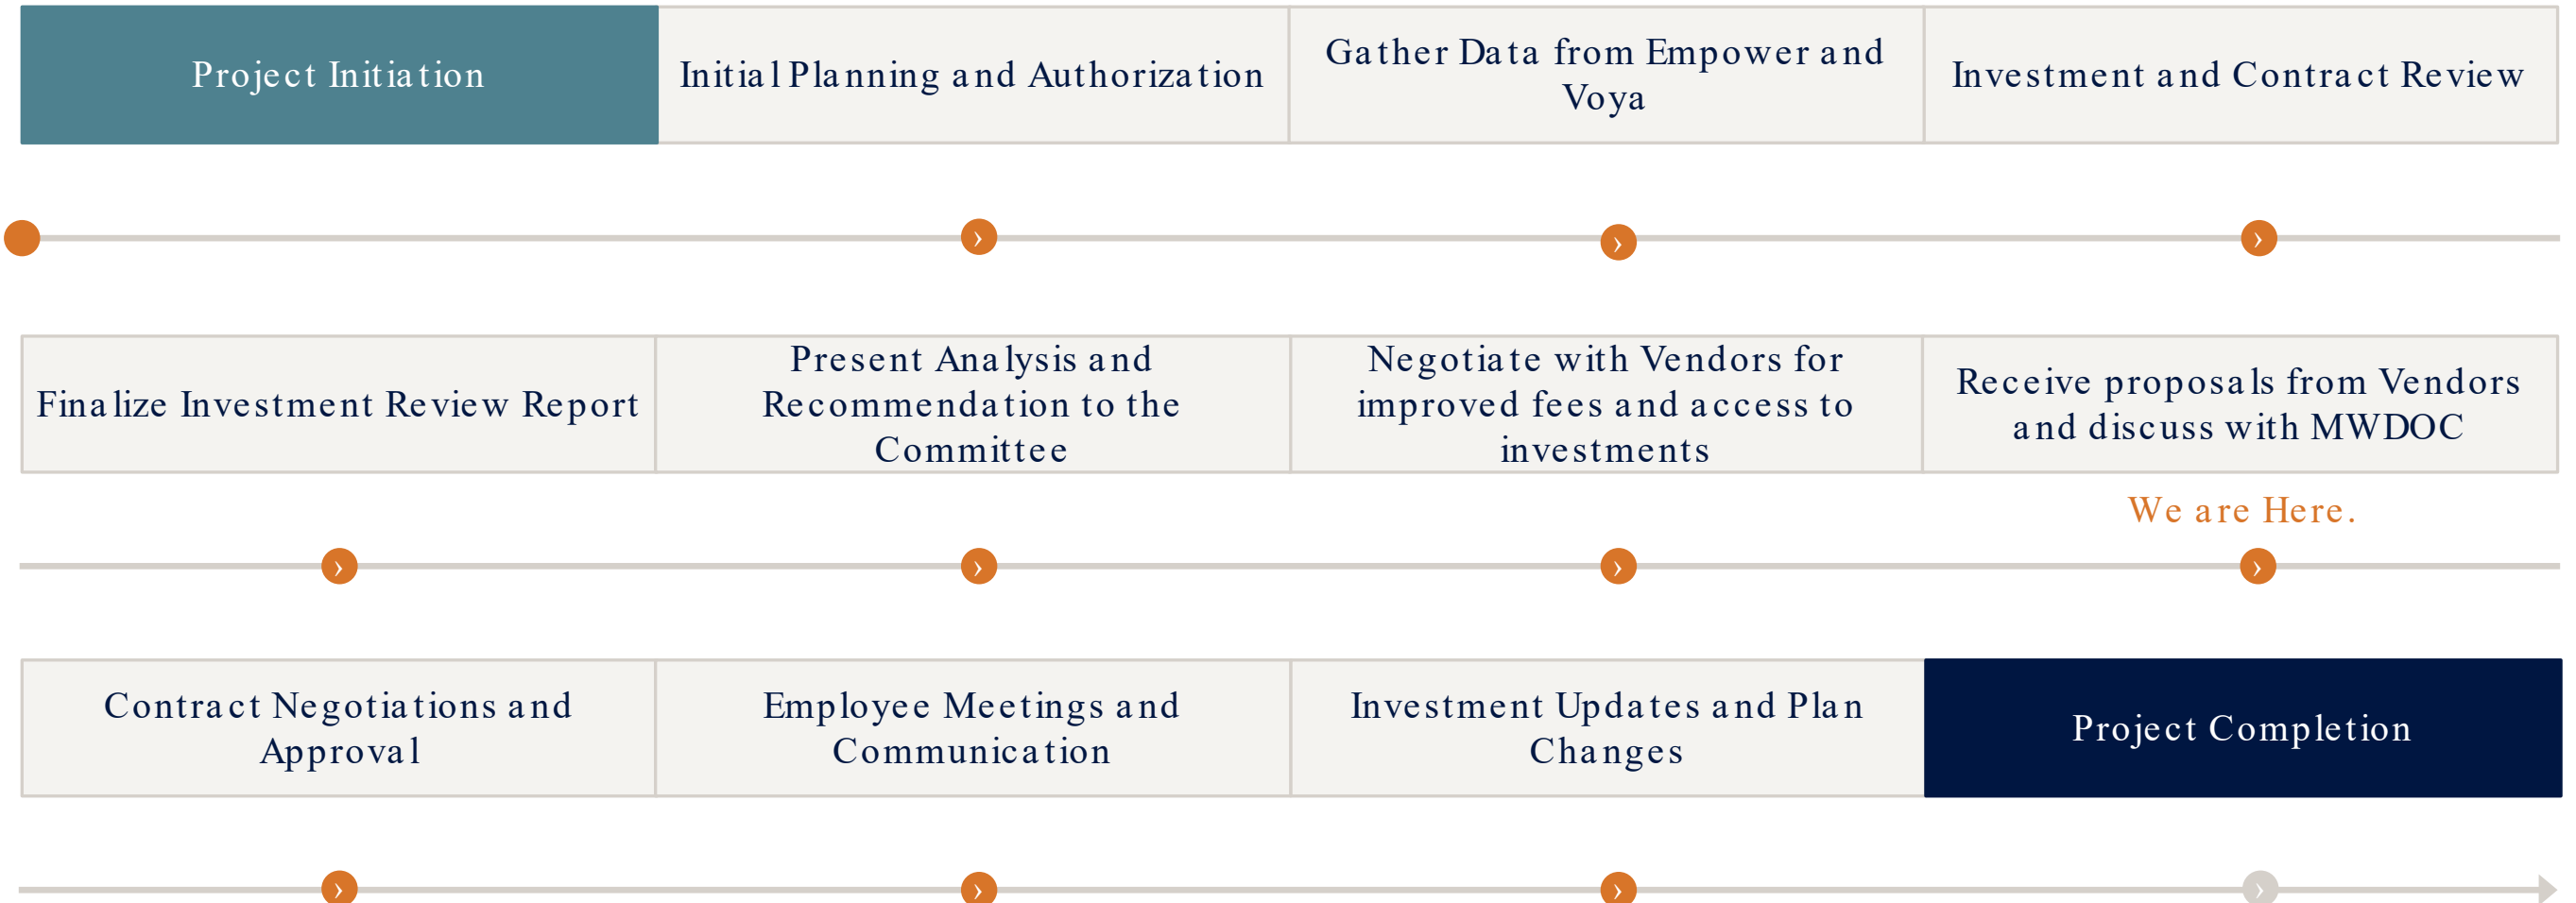 Project Initiation
Initial Planning and Authorization
Gather Data from Empower and
Voya
Investment and Contract Review
Finalize Investment Review Report
Present Analysis and
Recommendation to the
Committee
Negotiate with Vendors for
improved fees and access to
investments
Receive proposals from Vendors
and discuss with MWDOC
We are Here.
Contract Negotiations and
Approval
Employee Meetings and
Communication
Investment Updates and Plan
Changes
Project Completion